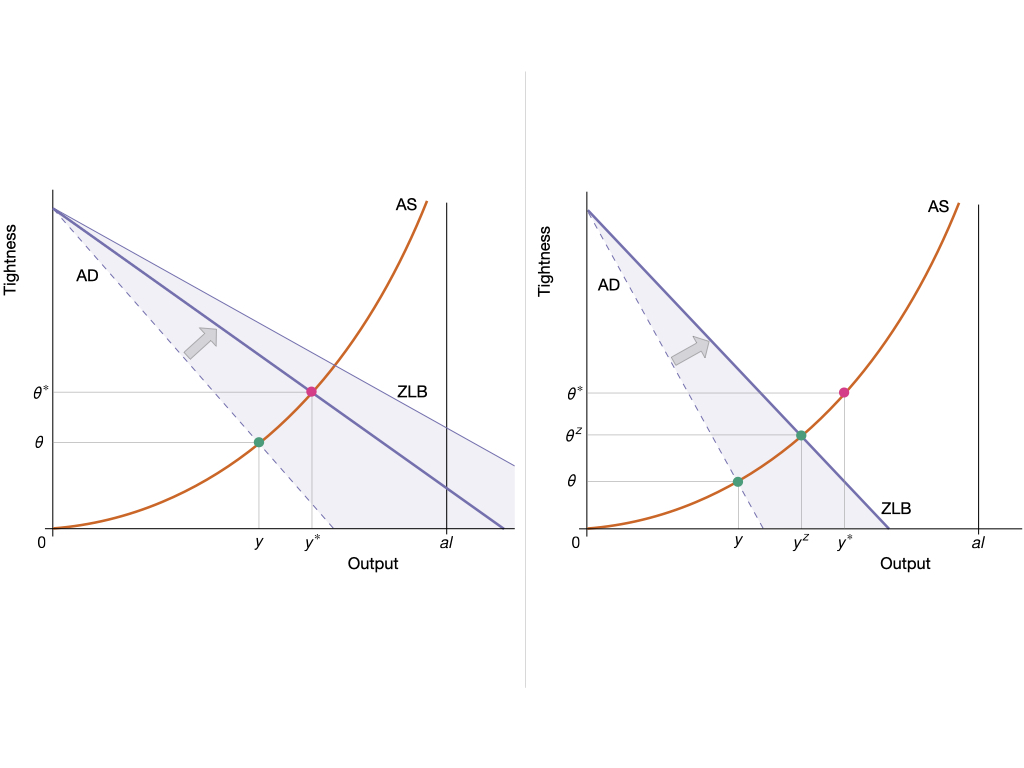 AS
Tightness
AD
ZLB
θ*
θ
0
y
y*
al
Output
AS
Tightness
AD
θ*
θᶻ
θ
ZLB
0
y
yᶻ
y*
al
Output